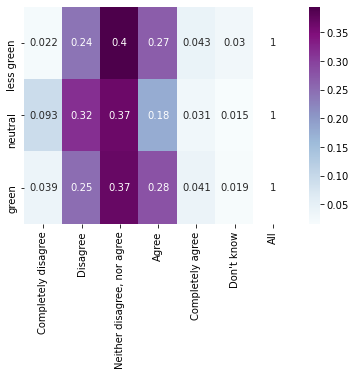 less green 0.022 0.24 0.4 0.27 0.043 0.03 1
neutral 0.093 0.32 0.37 0.18 0.031 0.015 1
green 0.039 0.25 0.37 0.28 0.041 0.019 1
Completely disagree
Disagree
Neither disagree, nor agree
Agree
Completely agree
Don't know
All
0.35
0.30
0.25
0.20
0.15
0.10
0.05